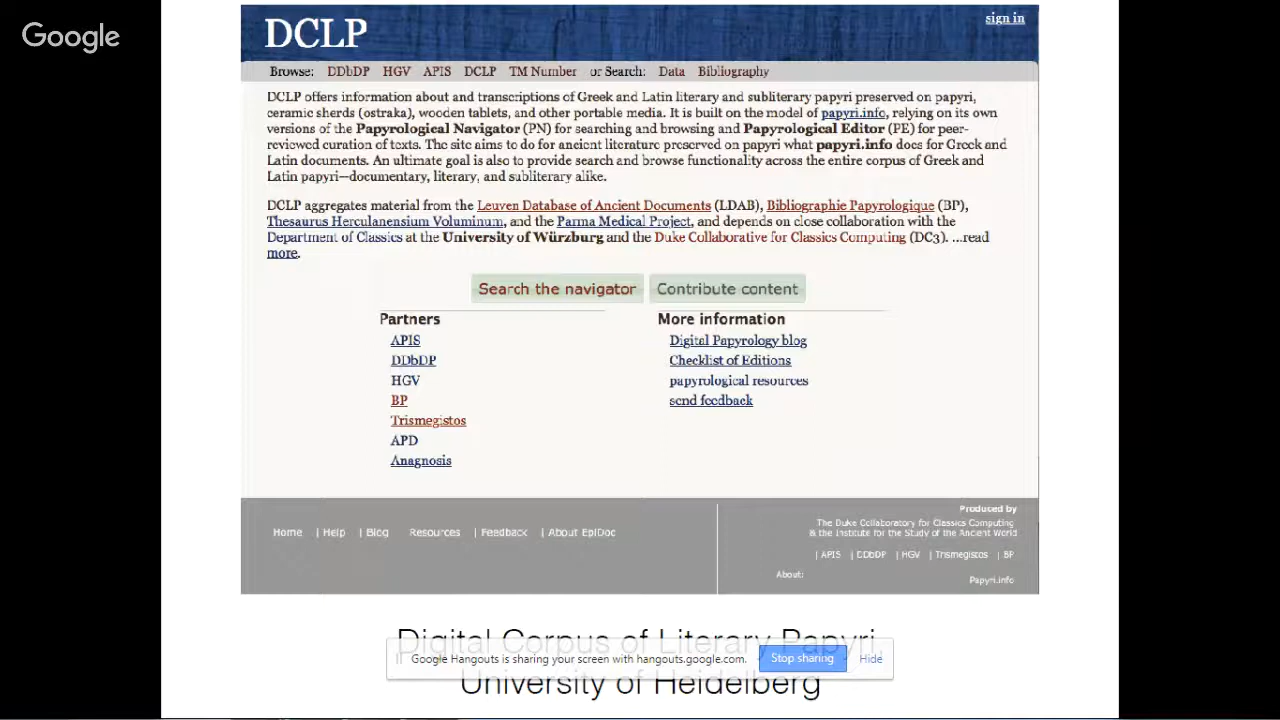 Google
DCLP
sign in
Browse: DDbDP HGV APIS DCLP TM Number or Search: Data Bibliography
DCLP offers information about and transcriptions of Greek and Latin literary and subliterary papyri preserved on papyri,
ceramic sherds (ostraka), wooden tablets, and other portable media. It is built on the model of papyri.info, relying on its own
versions of the Papyrological Navigator (PN) for searching and browsing and Papyrological Editor (PE) for peer-
reviewed curation of texts. The site aims to do for ancient literature preserved on papyri what papyri.info does for Greek and
Latin documents. An ultimate goal is also to provide search and browse functionality across the entire corpus of Greek and
Latin papyri—documentary, literary, and subliterary alike.
DCLP aggregates material from the Leuven Database of Ancient Documents (LDAB), Bibliographie Papyrologique (BP),
Thesaurus Herculanensium Voluminum, and the Parma Medical Project, and depends on close collaboration with the
Department of Classics at the University of Würzburg and the Duke Collaborative for Classics Computing (DC3). ...read
more.
Search the navigator Contribute content
Partners
APIS
DDbDP
HGV
BP
Trismegistos
APD
Anagnosis
More information
Digital Papyrology blog
Checklist of Editions
papyrological resources
send feedback
Home | Help | Blog Resources | Feedback | About EpiDoc
Produced by
The Duke Collaboratory for Classics Computing
& the Institute for the Study of the Ancient World
| APIS | DDbDP | HGV | Trismegistos | BP
About: Papyri.info
Digital Corpus of Literary Papyri
Google Hangouts is sharing your screen with hangouts.google.com. Stop sharing Hide
University of Heidelberg